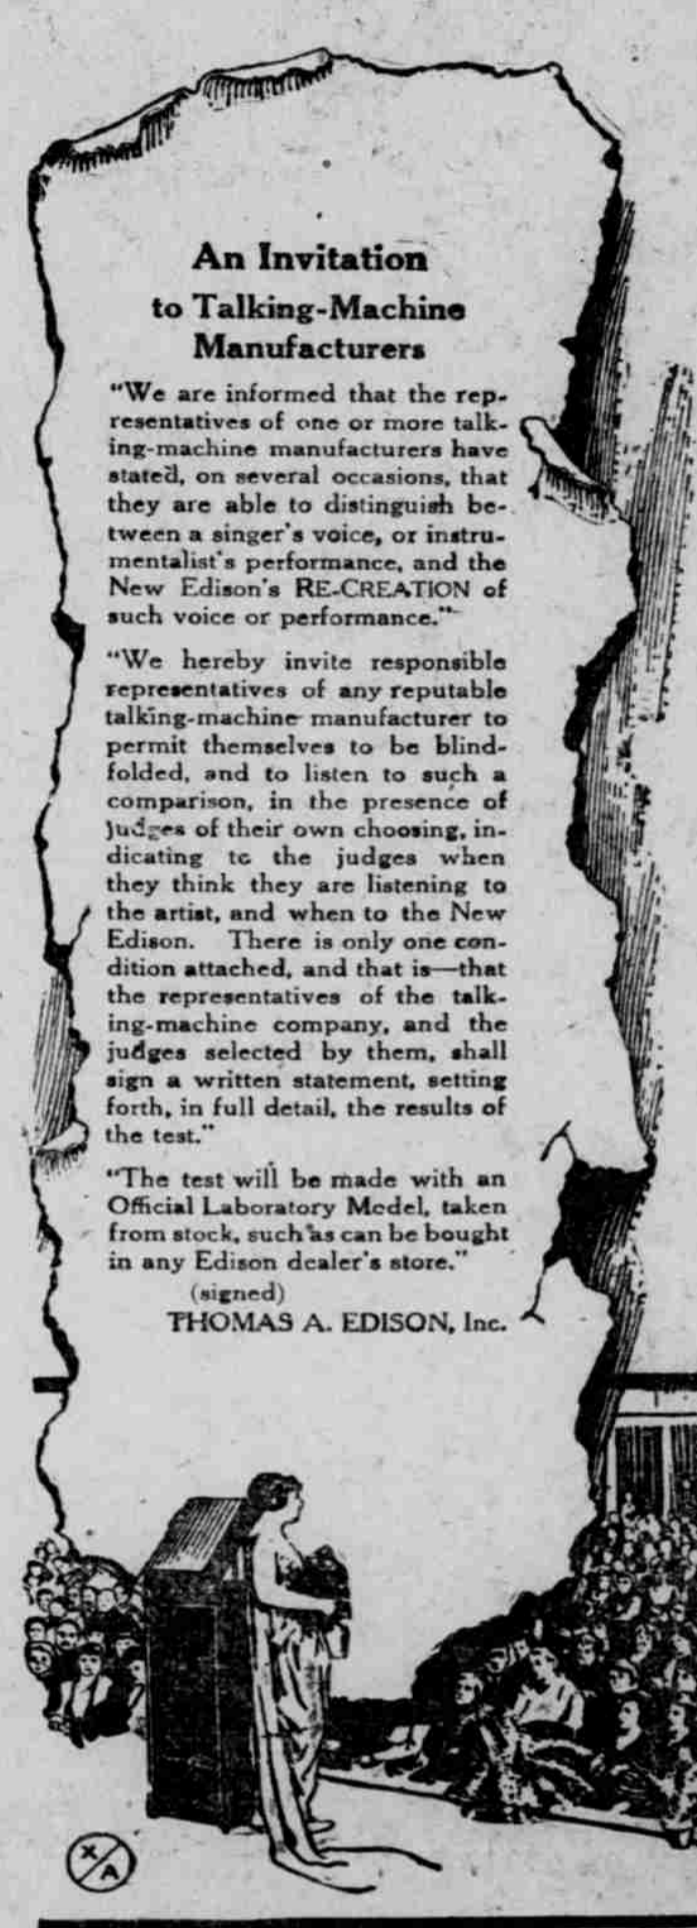 An Invitation
to Talking-Machine
Manufacturers
"We are informed that the rep-
resentatives of one or more talk-
ing-machine manufacturers have
stated, on several occasions, that
they are able to distinguish be-
tween a singer's voice, or instru-
mentalist's performance, and the
New Edison's RE-CREATION of
such voice or performance."
"We hereby invite responsible
representatives of any reputable
talking-machine manufacturer to
permit themselves to be blind-
folded, and to listen to such a
comparison, in the presence of
judges of their own choosing, in-
dicating to the judges when
they think they are listening to
the artist, and when to the New
Edison. There is only one con-
dition attached, and that is—that
the representatives of the talk-
ing-machine company, and the
judges selected by them, shall
sign a written statement, setting
forth, in full detail, the results of
the test."
"The test will be made with an
Official Laboratory Model, taken
from stock, such as can be bought
in any Edison dealer's store."
(signed)
THOMAS A. EDISON, Inc.
X/A